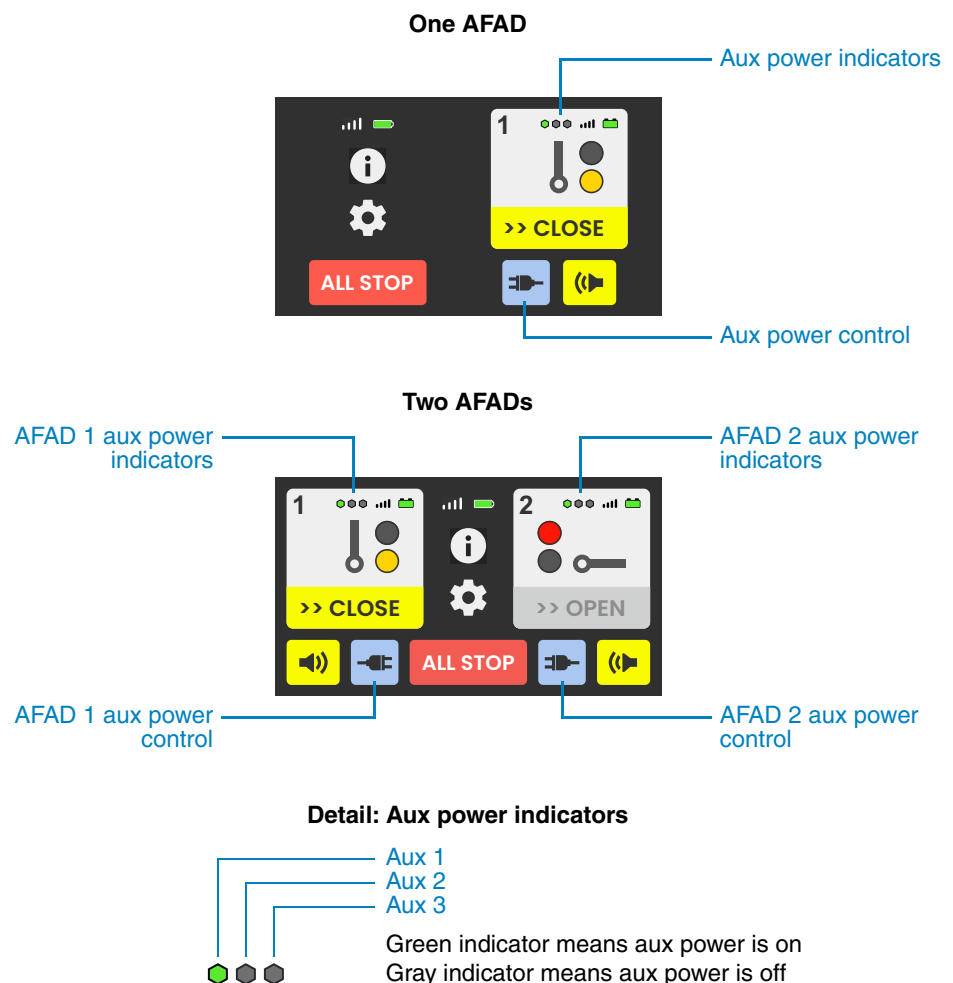 One AFAD
Aux power indicators
1
>> CLOSE
ALL STOP
Aux power control
Two AFADs
AFAD 1 aux power
indicators
AFAD 2 aux power
indicators
1
2
>> CLOSE
>> OPEN
ALL STOP
AFAD 1 aux power
control
AFAD 2 aux power
control
Detail: Aux power indicators
Aux 1
Aux 2
Aux 3
Green indicator means aux power is on
Gray indicator means aux power is off